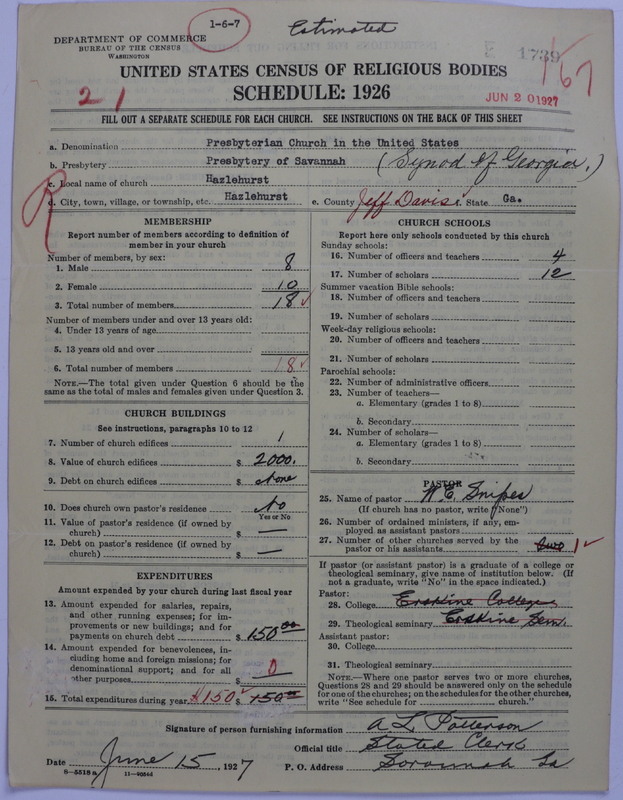 1-6-7
Estimated
DEPARTMENT OF COMMERCE
BUREAU OF THE CENSUS
WASHINGTON
1739
167
UNITED STATES CENSUS OF RELIGIOUS BODIES
SCHEDULE: 1926
21
JUN 20 1927
FILL OUT A SEPARATE SCHEDULE FOR EACH CHURCH. SEE INSTRUCTIONS ON THE BACK OF THIS SHEET
a. Denomination Presbyterian Church in the United States
b. Presbytery Presbytery of Savannah (Synod of Georgia.)
c. Local name of church Hazlehurst
d. City, town, village, or township, etc. Hazlehurst e. County Jeff Davis f. State Ga.
R
MEMBERSHIP
Report number of members according to definition of
member in your church
Number of members, by sex:
1. Male 8
2. Female 10
3. Total number of members 18 ✓
Number of members under and over 13 years old:
4. Under 13 years of age
5. 13 years old and over
6. Total number of members 18 ✓
NOTE.—The total given under Question 6 should be the
same as the total of males and females given under Question 3.
CHURCH BUILDINGS
See instructions, paragraphs 10 to 12
7. Number of church edifices 1
8. Value of church edifices $ 2000.
9. Debt on church edifices $ None
10. Does church own pastor's residence No
Yes or No
11. Value of pastor's residence (if owned by
church) $ —
12. Debt on pastor's residence (if owned by
church) $ —
EXPENDITURES
Amount expended by your church during last fiscal year
13. Amount expended for salaries, repairs,
and other running expenses; for im-
provements or new buildings; and for
payments on church debt $ 150.00
14. Amount expended for benevolences, in-
cluding home and foreign missions; for
denominational support; and for all
other purposes $ 0
15. Total expenditures during year $150 ✓ $ 150.00
CHURCH SCHOOLS
Report here only schools conducted by this church
Sunday schools:
16. Number of officers and teachers 4
17. Number of scholars 12
Summer vacation Bible schools:
18. Number of officers and teachers
19. Number of scholars
Week-day religious schools:
20. Number of officers and teachers
21. Number of scholars
Parochial schools:
22. Number of administrative officers
23. Number of teachers—
a. Elementary (grades 1 to 8)
b. Secondary
24. Number of scholars—
a. Elementary (grades 1 to 8)
b. Secondary
PASTOR
25. Name of pastor W E Snipes
(If church has no pastor, write "None")
26. Number of ordained ministers, if any, em-
ployed as assistant pastors
27. Number of other churches served by the
pastor or his assistants two 1 ✓
If pastor (or assistant pastor) is a graduate of a college or
theological seminary, give name of institution below. (If
not a graduate, write "No" in the space indicated.)
Pastor:
28. College Erskine College
29. Theological seminary Erskine Sem.
Assistant pastor:
30. College
31. Theological seminary
NOTE.—Where one pastor serves two or more churches,
Questions 28 and 29 should be answered only on the schedule
for one of the churches; on the schedules for the other churches,
write "See schedule for church."
Signature of person furnishing information A L Patterson
Official title Stated Clerk
Date June 15, 1927 P. O. Address Savannah Ga
8-5518a